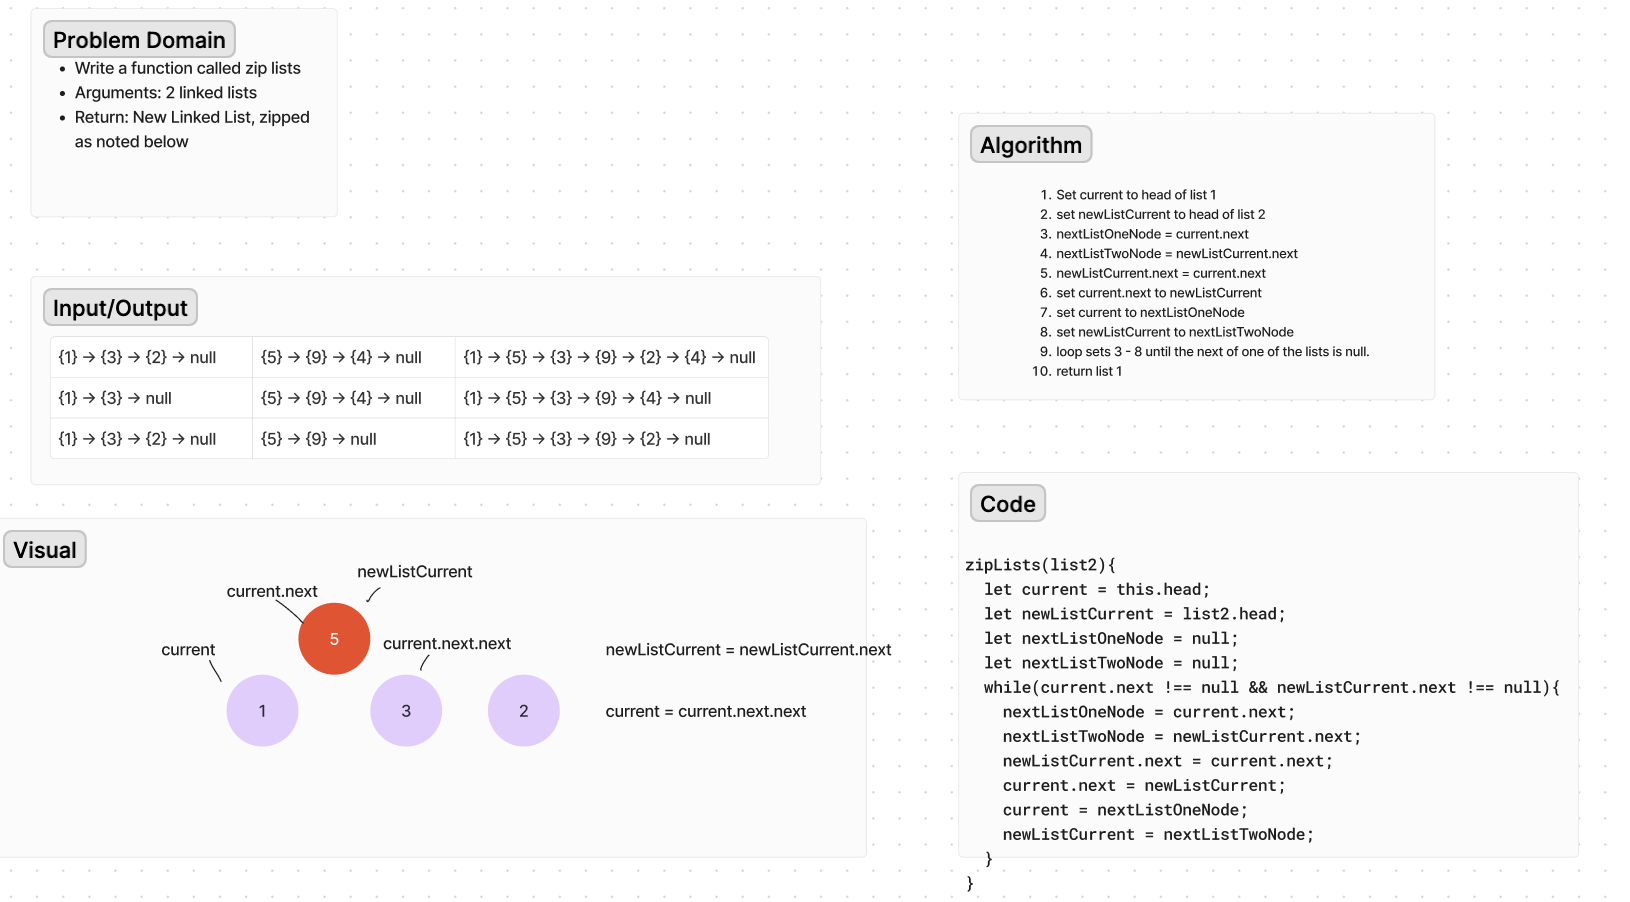 Problem Domain
• Write a function called zip lists
• Arguments: 2 linked lists
• Return: New Linked List, zipped
as noted below
Input/Output
{1} → {3} → {2} → null {5} → {9} → {4} → null {1} → {5} → {3} → {9} → {2} → {4} → null
{1} → {3} → null {5} → {9} → {4} → null {1} → {5} → {3} → {9} → {4} → null
{1} → {3} → {2} → null {5} → {9} → null {1} → {5} → {3} → {9} → {2} → null
Visual
newListCurrent
current.next
5
current.next.next
current
newListCurrent = newListCurrent.next
1
3
2
current = current.next.next
Algorithm
1. Set current to head of list 1
2. set newListCurrent to head of list 2
3. nextListOneNode = current.next
4. nextListTwoNode = newListCurrent.next
5. newListCurrent.next = current.next
6. set current.next to newListCurrent
7. set current to nextListOneNode
8. set newListCurrent to nextListTwoNode
9. loop sets 3 - 8 until the next of one of the lists is null.
10. return list 1
Code
zipLists(list2){
  let current = this.head;
  let newListCurrent = list2.head;
  let nextListOneNode = null;
  let nextListTwoNode = null;
  while(current.next !== null && newListCurrent.next !== null){
    nextListOneNode = current.next;
    nextListTwoNode = newListCurrent.next;
    newListCurrent.next = current.next;
    current.next = newListCurrent;
    current = nextListOneNode;
    newListCurrent = nextListTwoNode;
  }
}